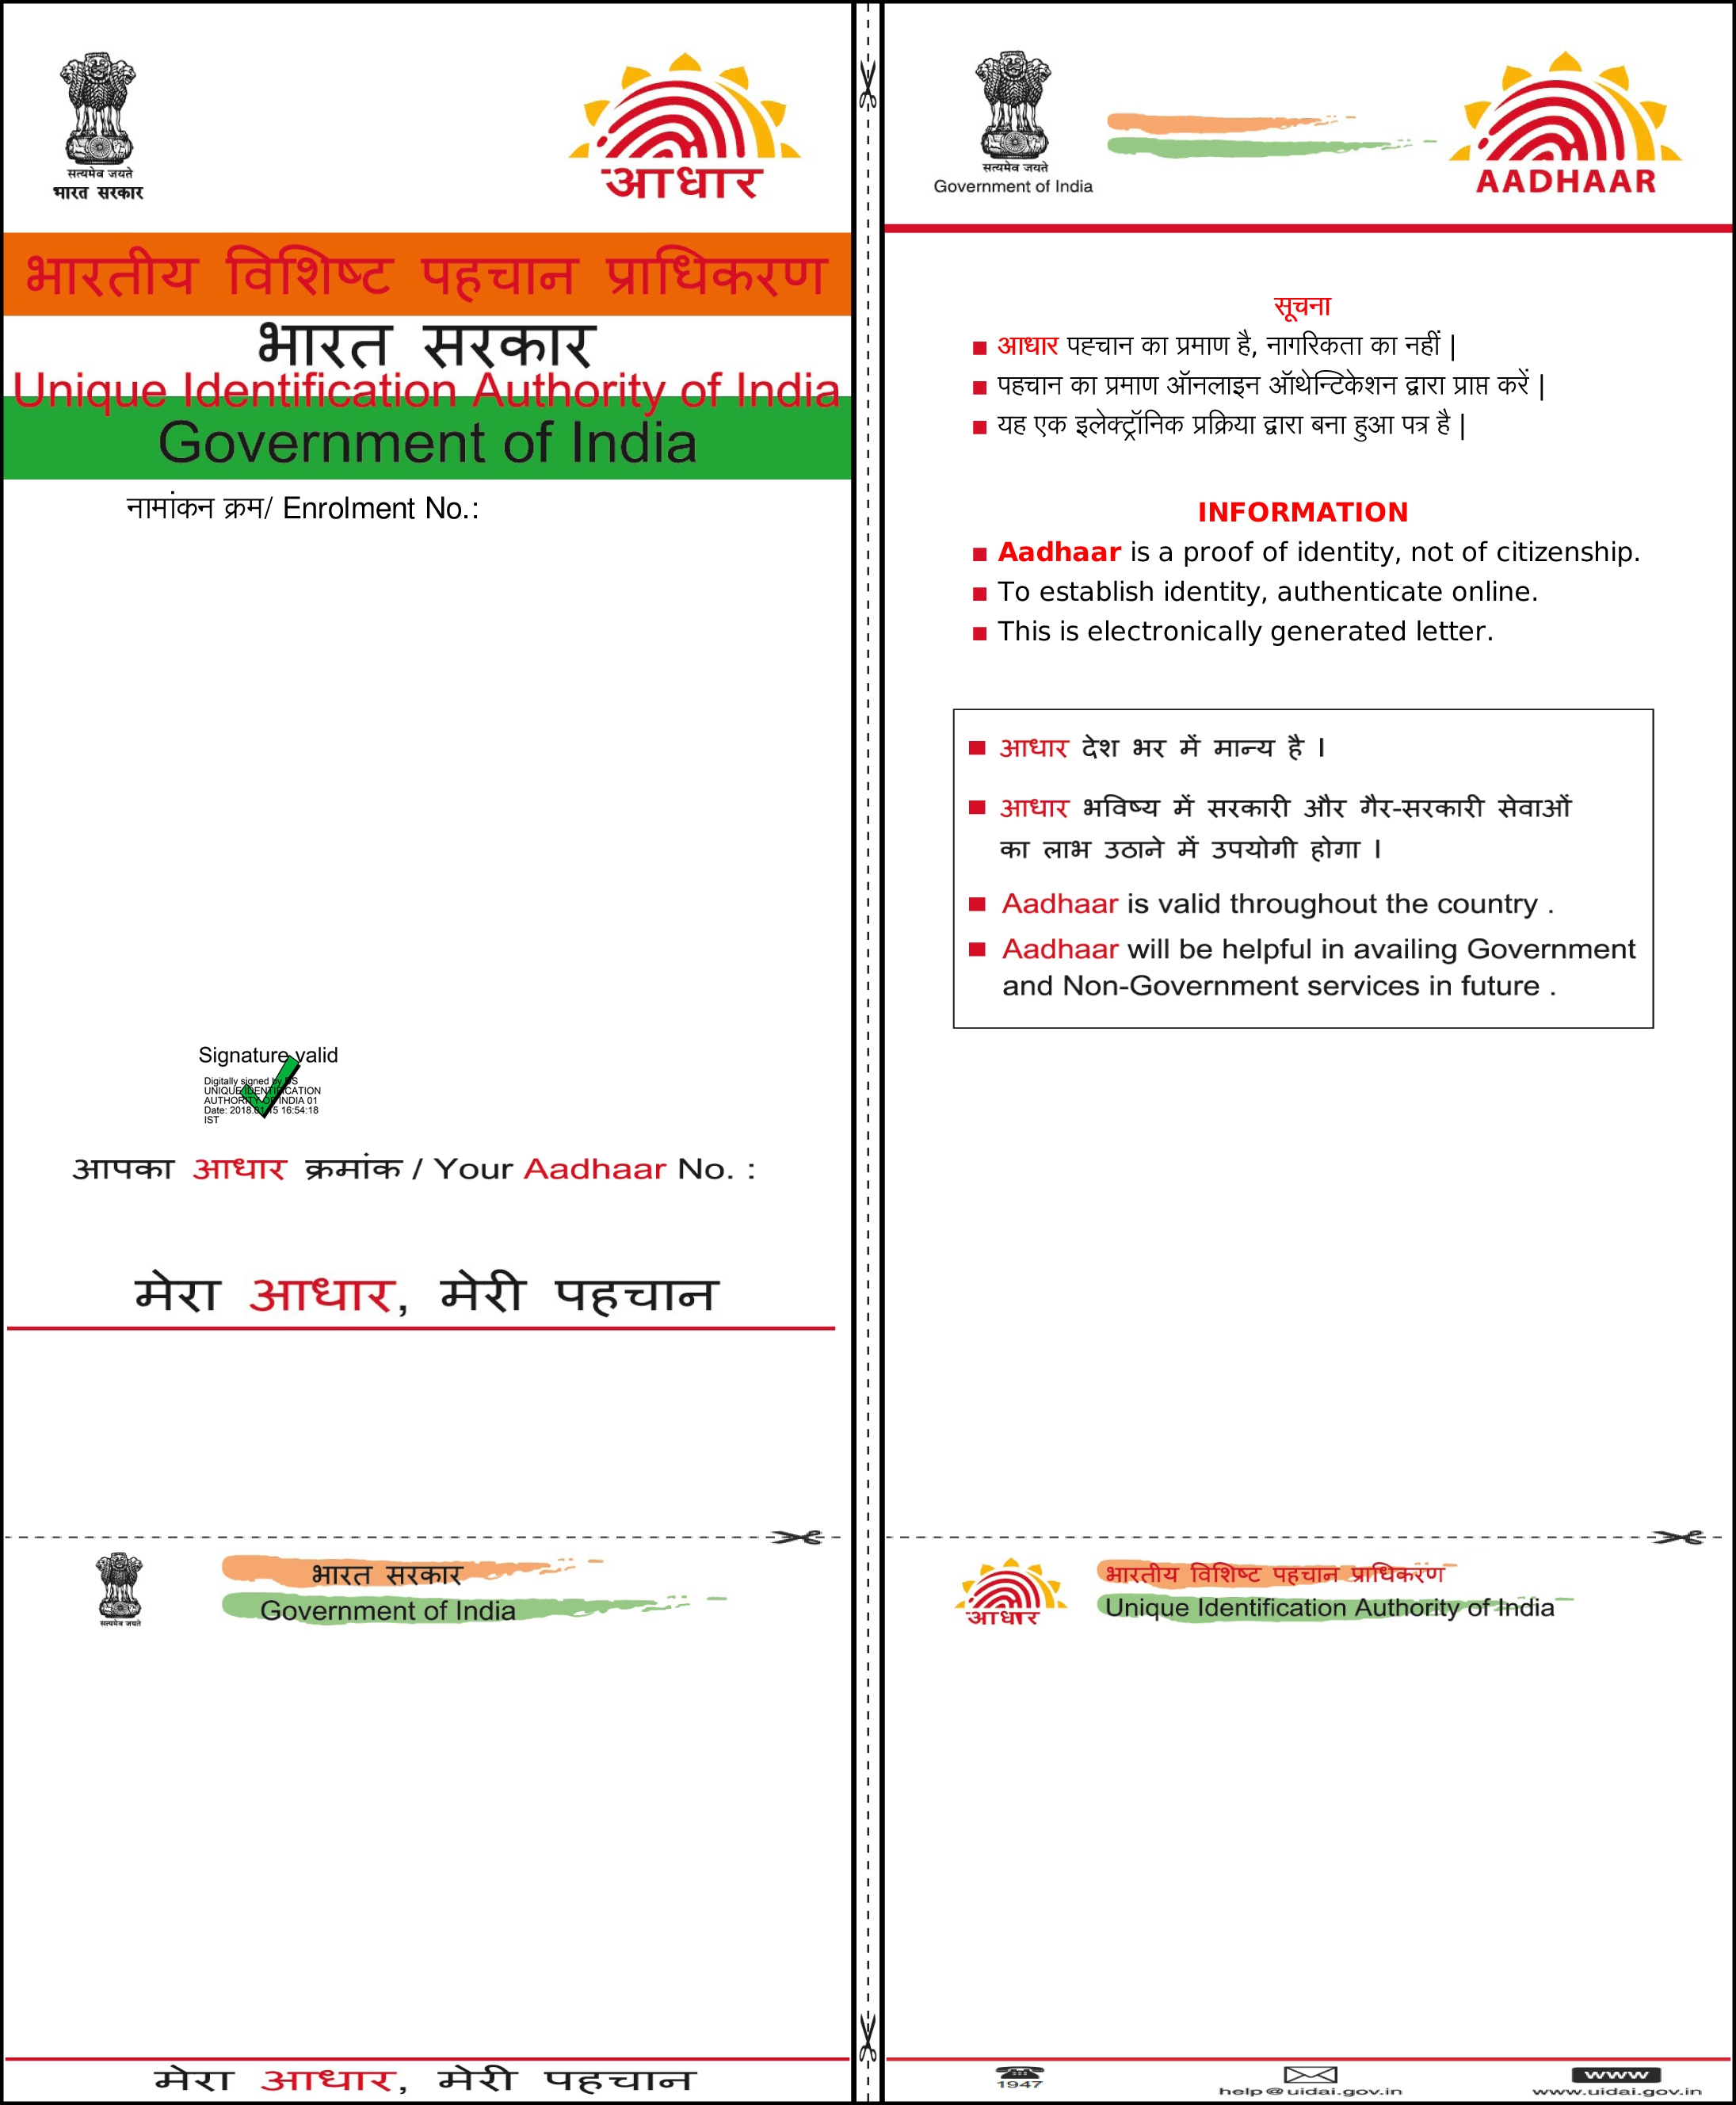 सत्यमेव जयते
भारत सरकार
आधार
भारतीय विशिष्ट पहचान प्राधिकरण
भारत सरकार
Unique Identification Authority of India
Government of India
नामांकन क्रम/ Enrolment No.:
Signature valid
Digitally signed by DS
UNIQUE IDENTIFICATION
AUTHORITY OF INDIA 01
Date: 2018.01.15 16:54:18
IST
आपका आधार क्रमांक / Your Aadhaar No. :
मेरा आधार, मेरी पहचान
सत्यमेव जयते
भारत सरकार
Government of India
मेरा आधार, मेरी पहचान
सत्यमेव जयते
Government of India
AADHAAR
सूचना
आधार पहचान का प्रमाण है, नागरिकता का नहीं |
पहचान का प्रमाण ऑनलाइन ऑथेन्टिकेशन द्वारा प्राप्त करें |
यह एक इलेक्ट्रॉनिक प्रक्रिया द्वारा बना हुआ पत्र है |
INFORMATION
Aadhaar is a proof of identity, not of citizenship.
To establish identity, authenticate online.
This is electronically generated letter.
आधार देश भर में मान्य है ।
आधार भविष्य में सरकारी और गैर-सरकारी सेवाओं
का लाभ उठाने में उपयोगी होगा ।
Aadhaar is valid throughout the country .
Aadhaar will be helpful in availing Government
and Non-Government services in future .
आधार
भारतीय विशिष्ट पहचान प्राधिकरण
Unique Identification Authority of India
1947
help@uidai.gov.in
www
www.uidai.gov.in